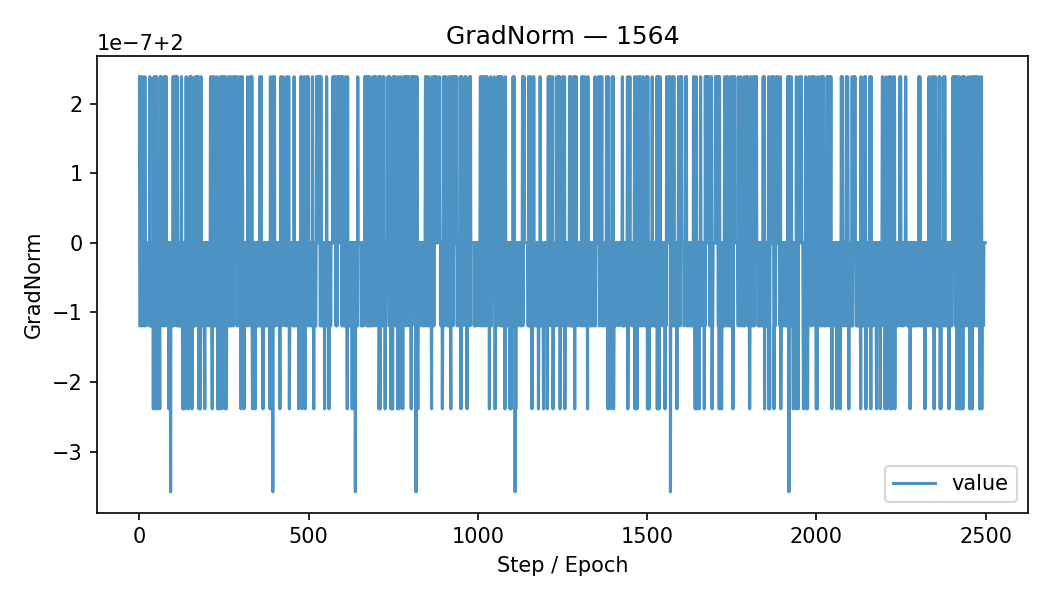 GradNorm — 1564
1e−7+2
2
1
0
−1
−2
−3
GradNorm
value
0 500 1000 1500 2000 2500
Step / Epoch